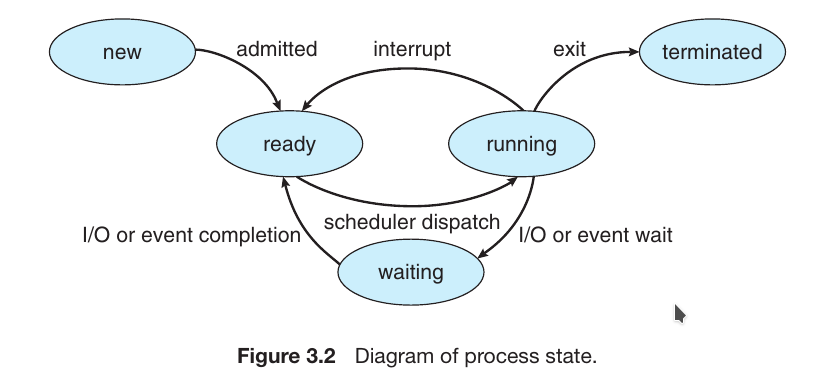 new
admitted
interrupt
exit
terminated
ready
running
scheduler dispatch
I/O or event completion
I/O or event wait
waiting
Figure 3.2 Diagram of process state.